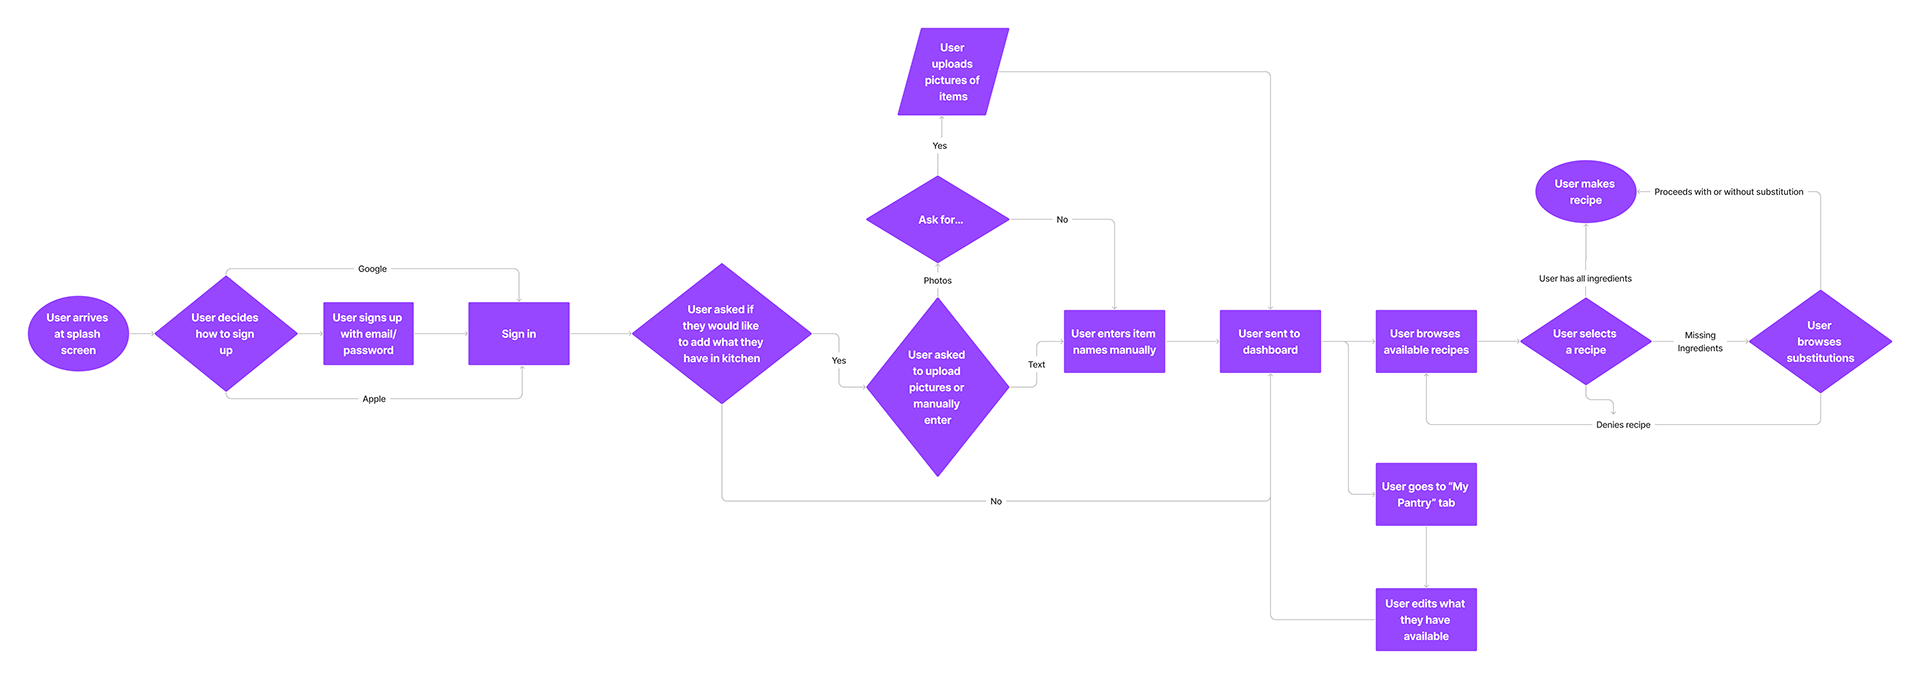 User
uploads
pictures of
items
Yes
Ask for...
No
Photos
User makes
recipe
Proceeds with or without substitution
User has all ingredients
Google
User arrives
at splash
screen
User decides
how to sign
up
User signs up
with email/
password
Sign in
Apple
User asked if
they would like
to add what they
have in kitchen
Yes
No
User asked
to upload
pictures or
manually
enter
Text
User enters item
names manually
User sent to
dashboard
User browses
available recipes
User selects
a recipe
Missing
Ingredients
User
browses
substitutions
Denies recipe
User goes to “My
Pantry” tab
User edits what
they have
available